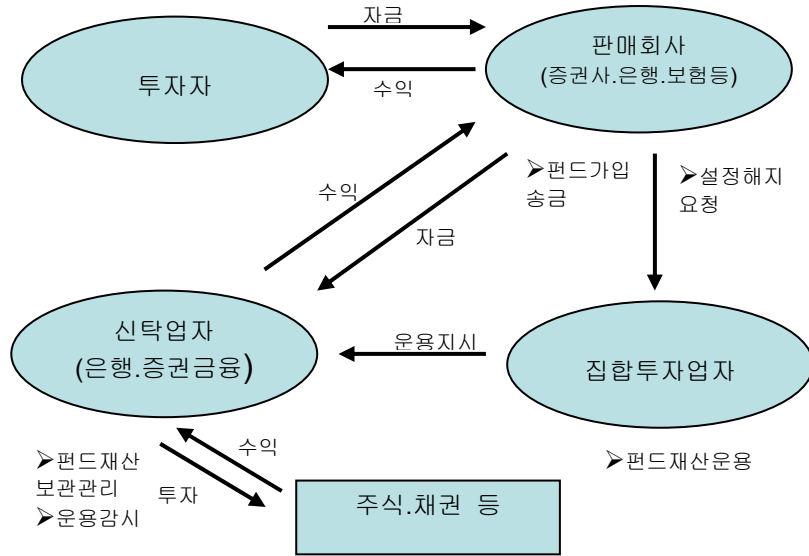 자금
판매회사
(증권사.은행.보험등)
투자자
수익
➢펀드가입
송금
➢설정해지
요청
수익
자금
신탁업자
(은행.증권금융)
운용지시
집합투자업자
➢펀드재산
보관관리
➢운용감시
수익
투자
➢펀드재산운용
주식.채권 등